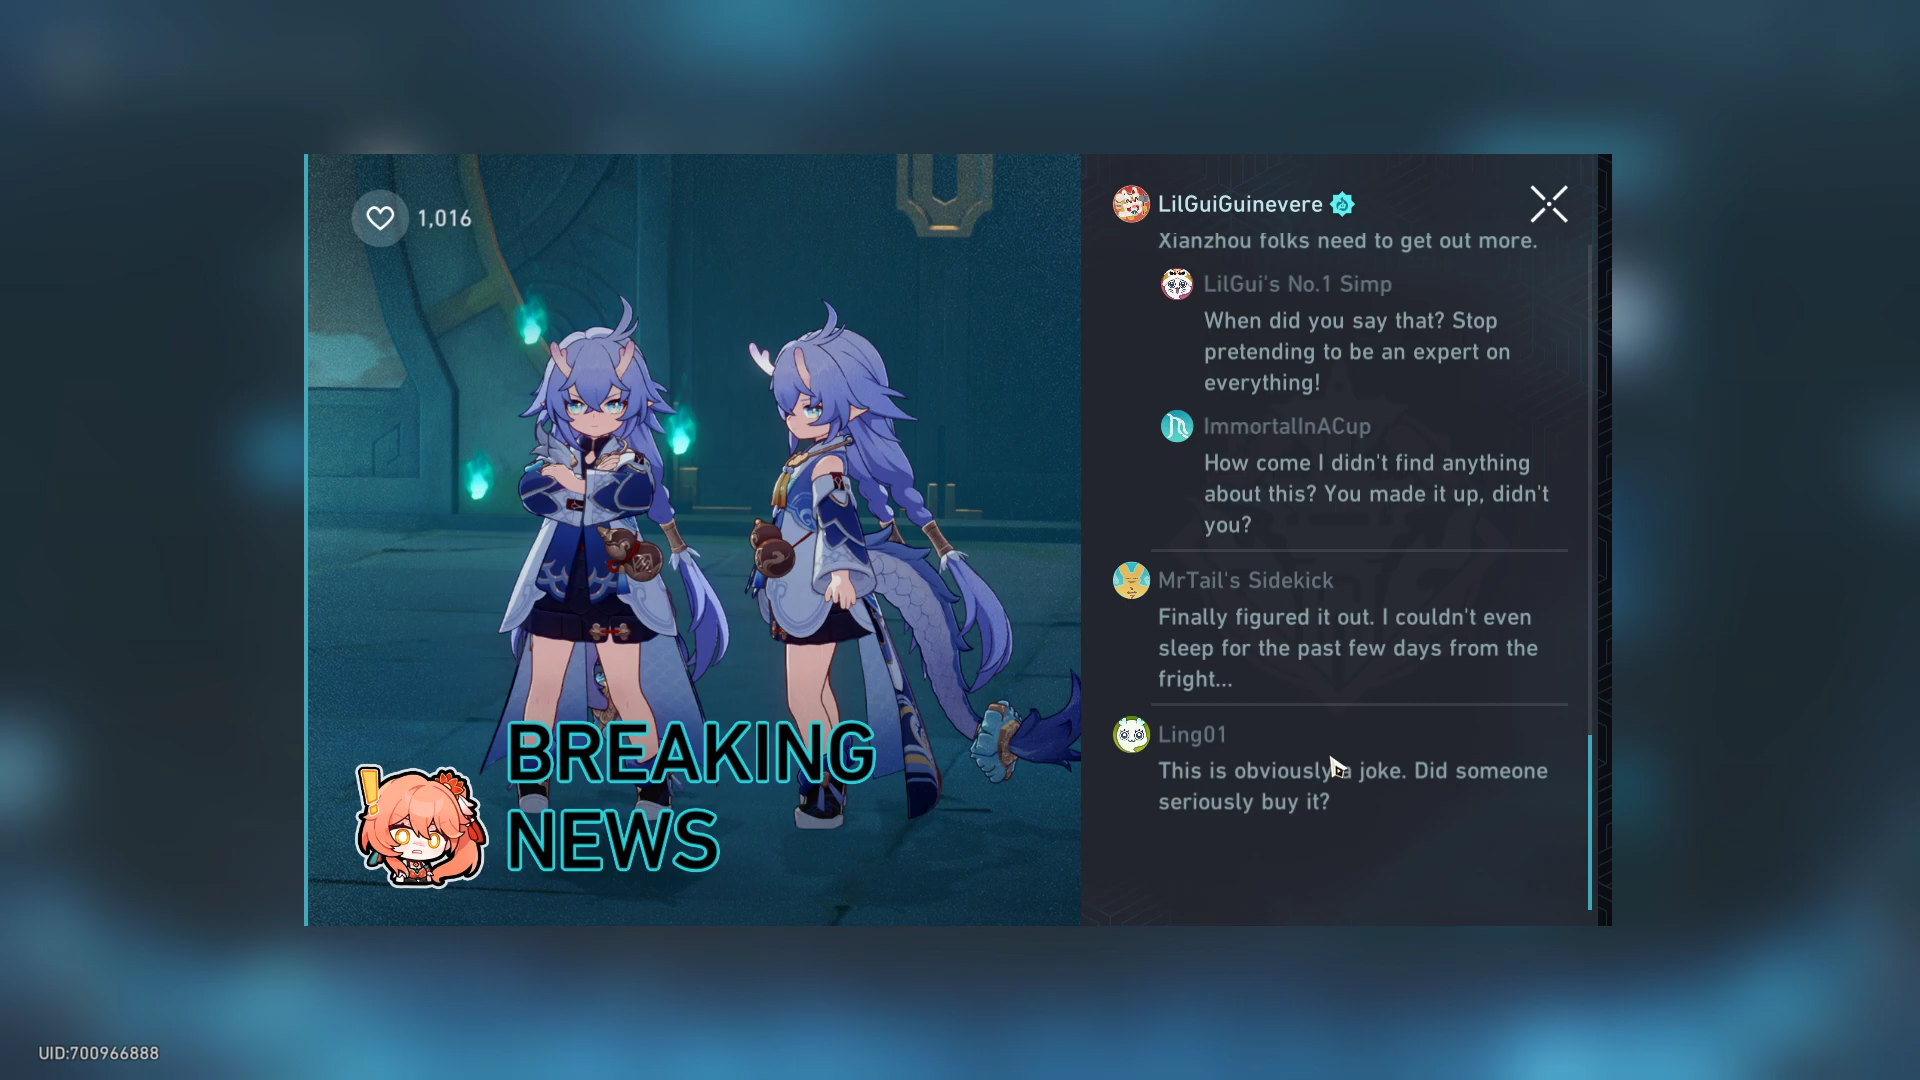 1,016
BREAKING
NEWS
LilGuiGuinevere
Xianzhou folks need to get out more.
LilGui's No.1 Simp
When did you say that? Stop
pretending to be an expert on
everything!
ImmortalInACup
How come I didn't find anything
about this? You made it up, didn't
you?
MrTail's Sidekick
Finally figured it out. I couldn't even
sleep for the past few days from the
fright...
Ling01
This is obviously a joke. Did someone
seriously buy it?
UID:700966888